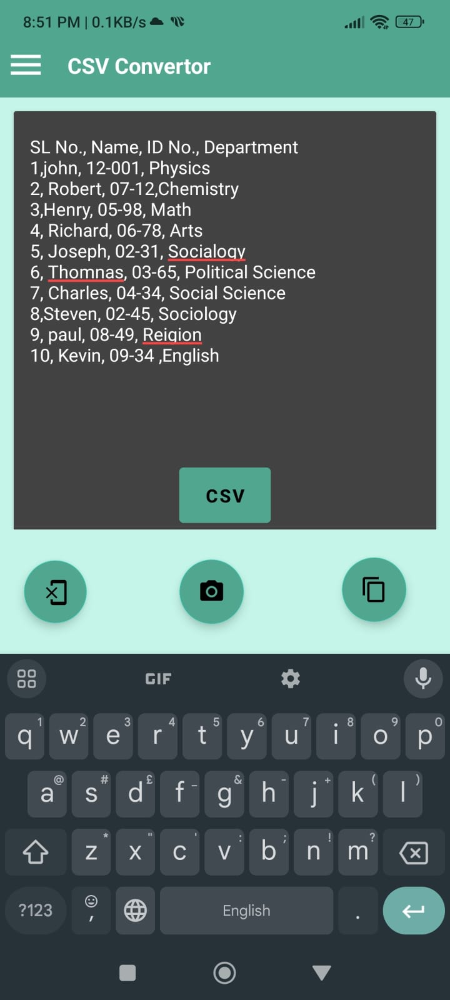 8:51 PM | 0.1KB/s 47
CSV Convertor
SL No., Name, ID No., Department
1,john, 12-001, Physics
2, Robert, 07-12,Chemistry
3,Henry, 05-98, Math
4, Richard, 06-78, Arts
5, Joseph, 02-31, Socialogy
6, Thomnas, 03-65, Political Science
7, Charles, 04-34, Social Science
8,Steven, 02-45, Sociology
9, paul, 08-49, Reigion
10, Kevin, 09-34 ,English
CSV
GIF
q 1 w 2 e 3 r 4 t 5 y 6 u 7 i 8 o 9 p 0
a @ s # d £ f _ g & h - j + k ( l )
z * x " c ' v : b ; n ! m ?
?123 , English .